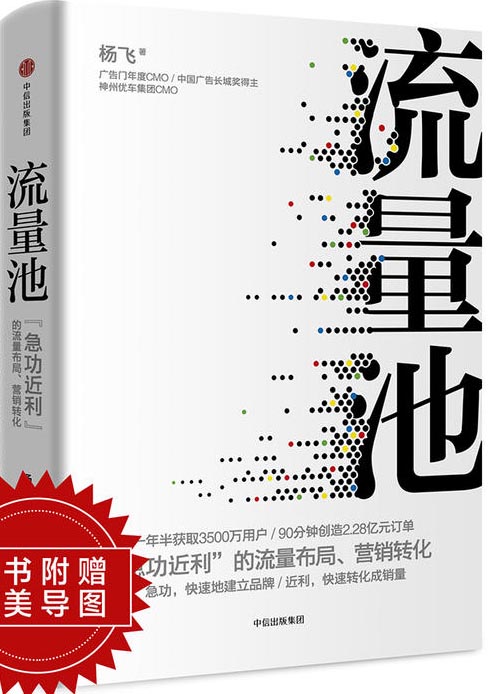 中信出版集团
流量池
『急功近利』
的流量布局、营销转化
杨飞 著
广告门年度CMO / 中国广告长城奖得主
神州优车集团CMO
流量池
一年半获取3500万用户 / 90分钟创造2.28亿元订单
功近利”的流量布局、营销转化
急功，快速地建立品牌 / 近利，快速转化成销量
中信出版集团
书附赠
美导图